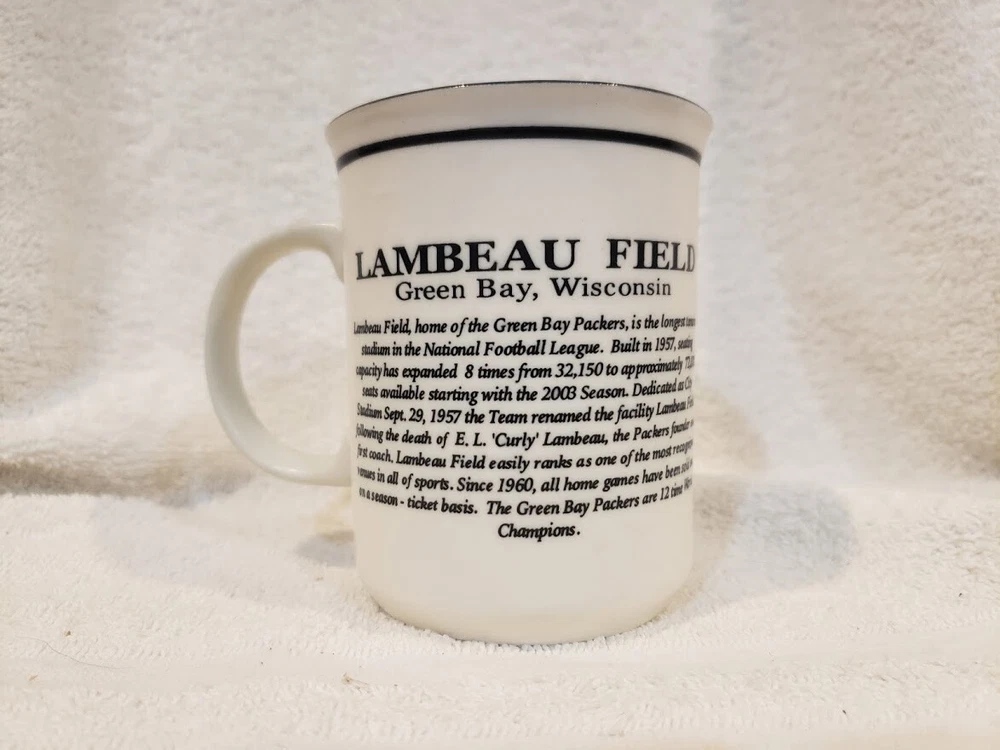 LAMBEAU FIELD
Green Bay, Wisconsin
Lambeau Field, home of the Green Bay Packers, is the longest
stadium in the National Football League. Built in 1957, seating
capacity has expanded 8 times from 32,150 to approximately
seats available starting with the 2003 Season. Dedicated as
Stadium Sept. 29, 1957 the Team renamed the facility Lambeau
following the death of E. L. 'Curly' Lambeau, the Packers founder
first coach. Lambeau Field easily ranks as one of the most
venues in all of sports. Since 1960, all home games have been
on a season - ticket basis. The Green Bay Packers are 12 time
Champions.